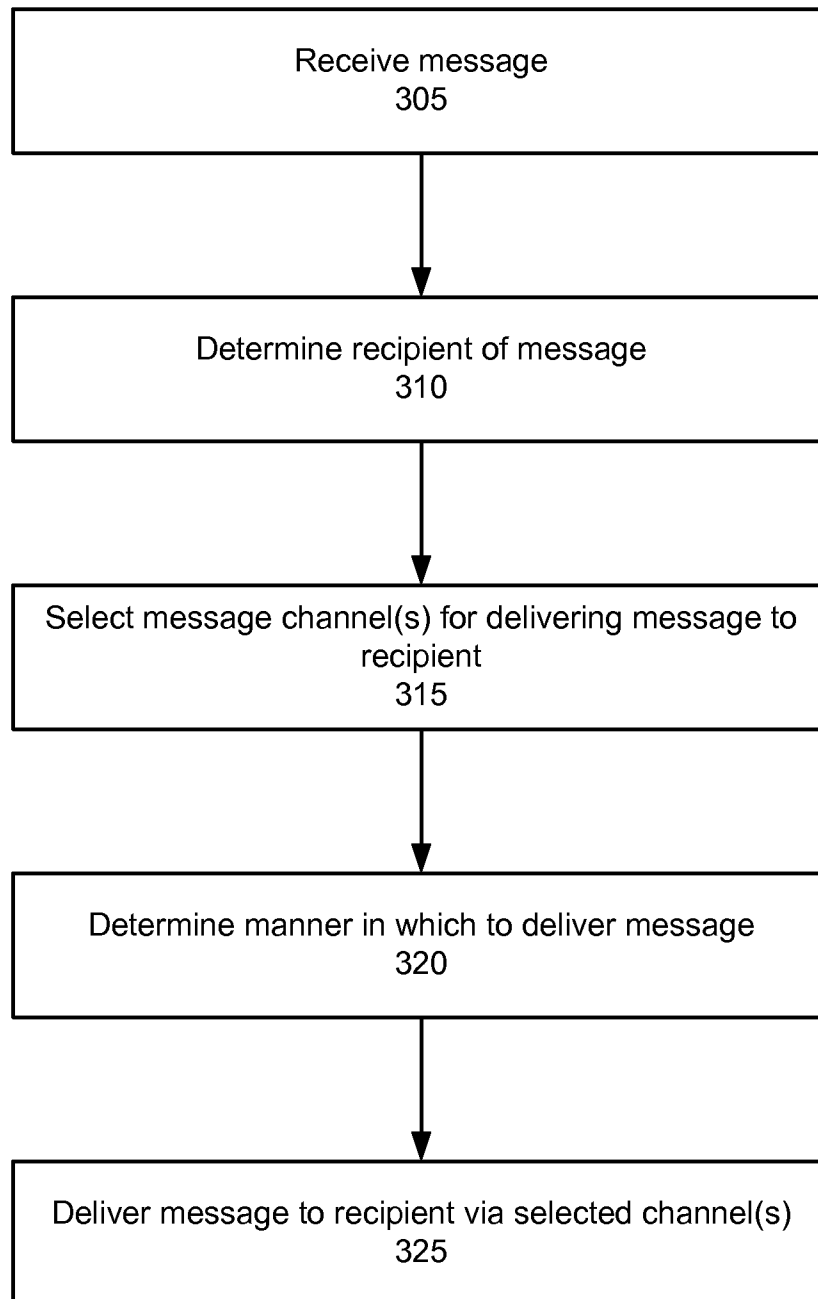 Receive message
305
Determine recipient of message
310
Select message channel(s) for delivering message to
recipient
315
Determine manner in which to deliver message
320
Deliver message to recipient via selected channel(s)
325